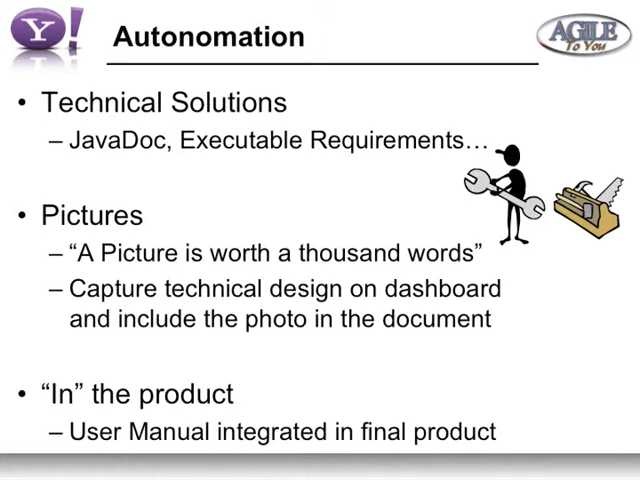 Y!
Autonomation
AGILE
To You
• Technical Solutions
– JavaDoc, Executable Requirements…
• Pictures
– “A Picture is worth a thousand words”
– Capture technical design on dashboard
and include the photo in the document
• “In” the product
– User Manual integrated in final product